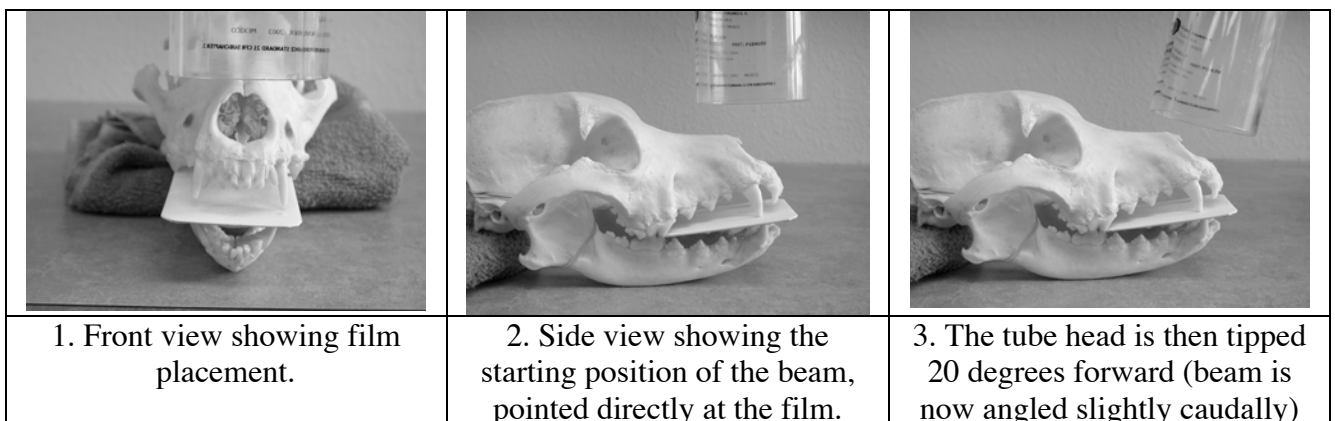 1. Front view showing film
placement.
2. Side view showing the
starting position of the beam,
pointed directly at the film.
3. The tube head is then tipped
20 degrees forward (beam is
now angled slightly caudally)